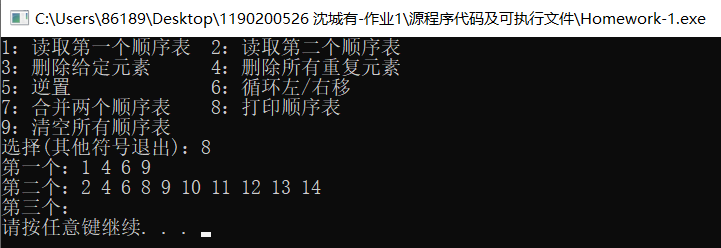 C:\Users\86189\Desktop\1190200526 沈城有-作业1\源程序代码及可执行文件\Homework-1.exe
1：读取第一个顺序表 2：读取第二个顺序表
3：删除给定元素 4：删除所有重复元素
5：逆置 6：循环左/右移
7：合并两个顺序表 8：打印顺序表
9：清空所有顺序表
选择(其他符号退出)：8
第一个：1 4 6 9
第二个：2 4 6 8 9 10 11 12 13 14
第三个：
请按任意键继续. . .